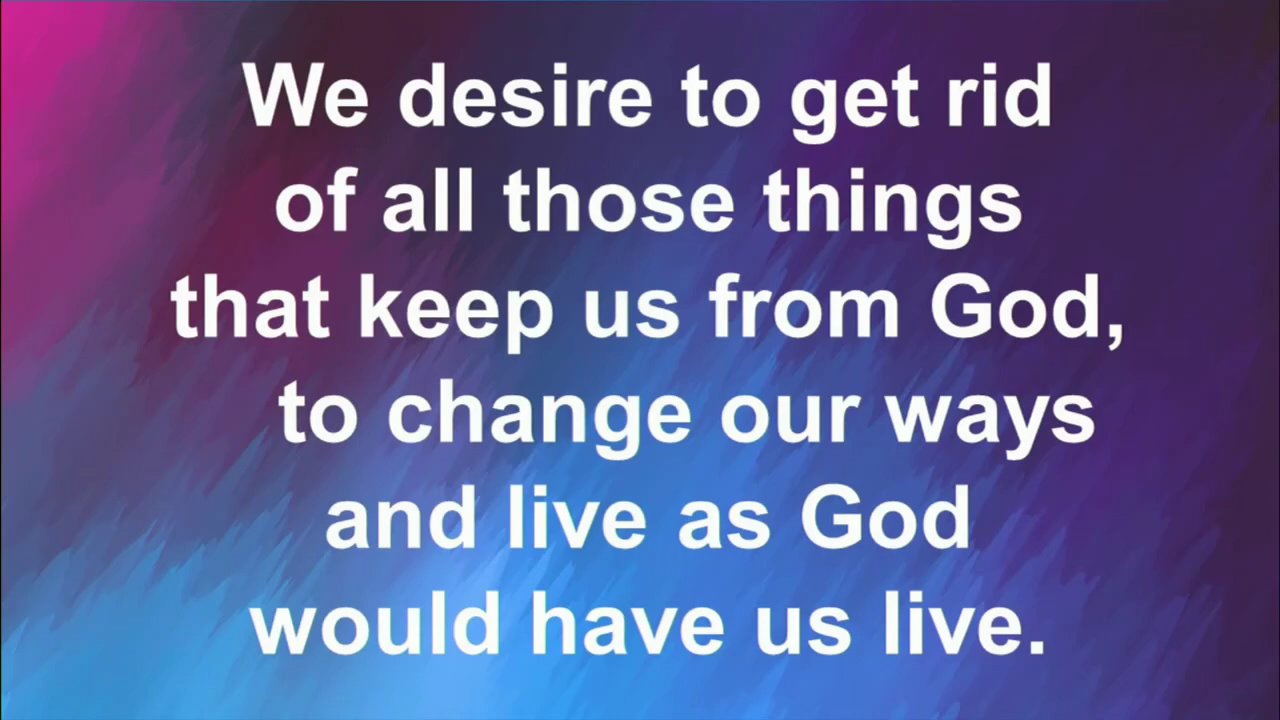 We desire to get rid
of all those things
that keep us from God,
to change our ways
and live as God
would have us live.